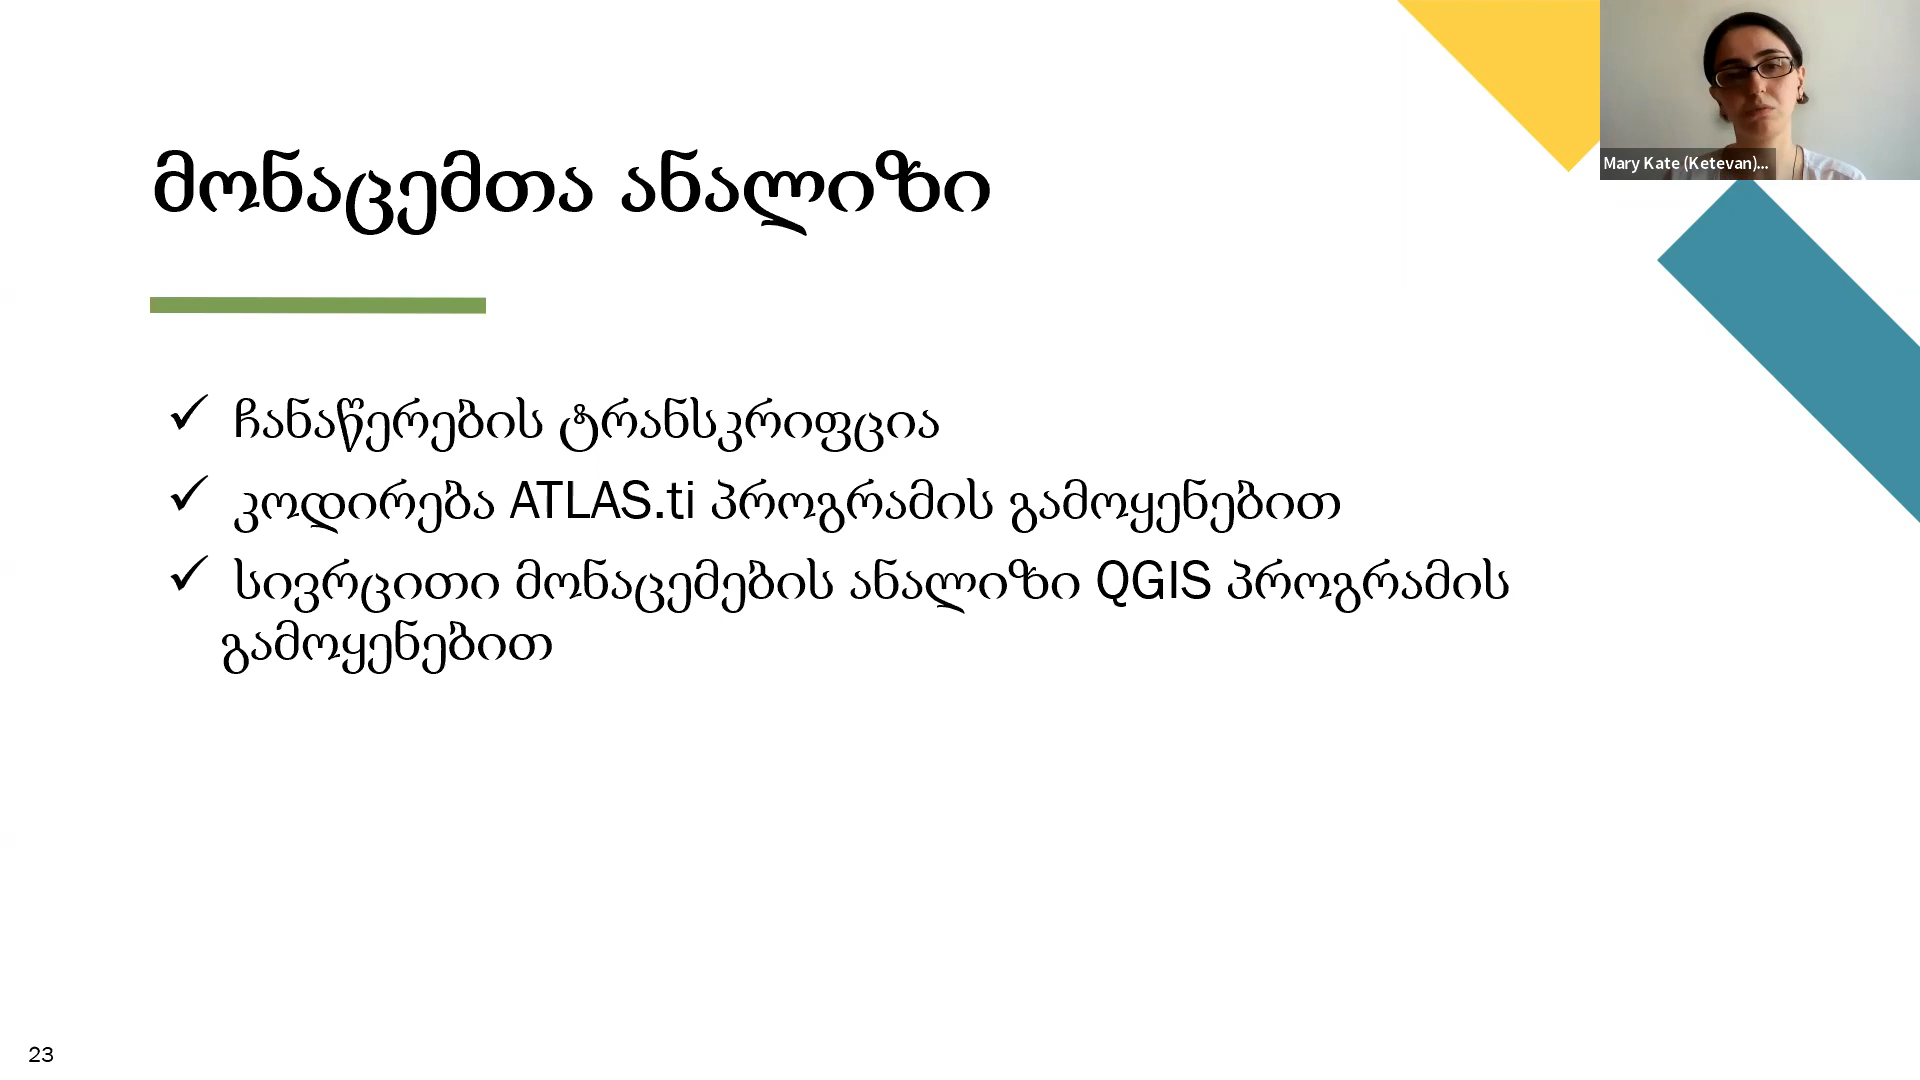 Mary Kate (Ketevan)...
მონაცემთა ანალიზი
✓ ჩანაწერების ტრანსკრიფცია
✓ კოდირება ATLAS.ti პროგრამის გამოყენებით
✓ სივრცითი მონაცემების ანალიზი QGIS პროგრამის
გამოყენებით
23